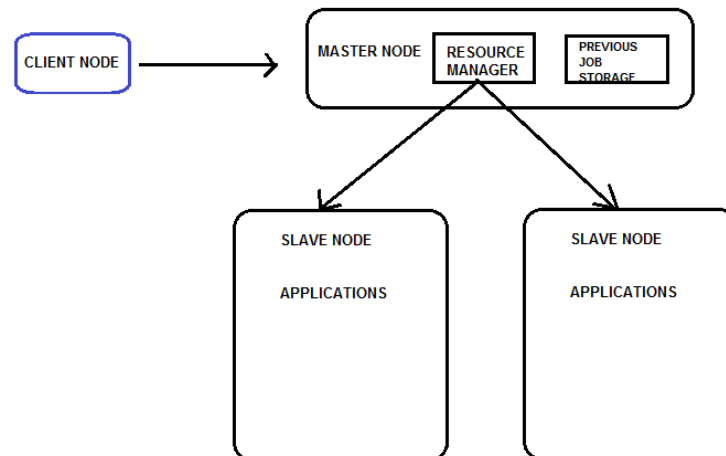 CLIENT NODE
MASTER NODE
RESOURCE
MANAGER
PREVIOUS
JOB
STORAGE
SLAVE NODE
APPLICATIONS
SLAVE NODE
APPLICATIONS